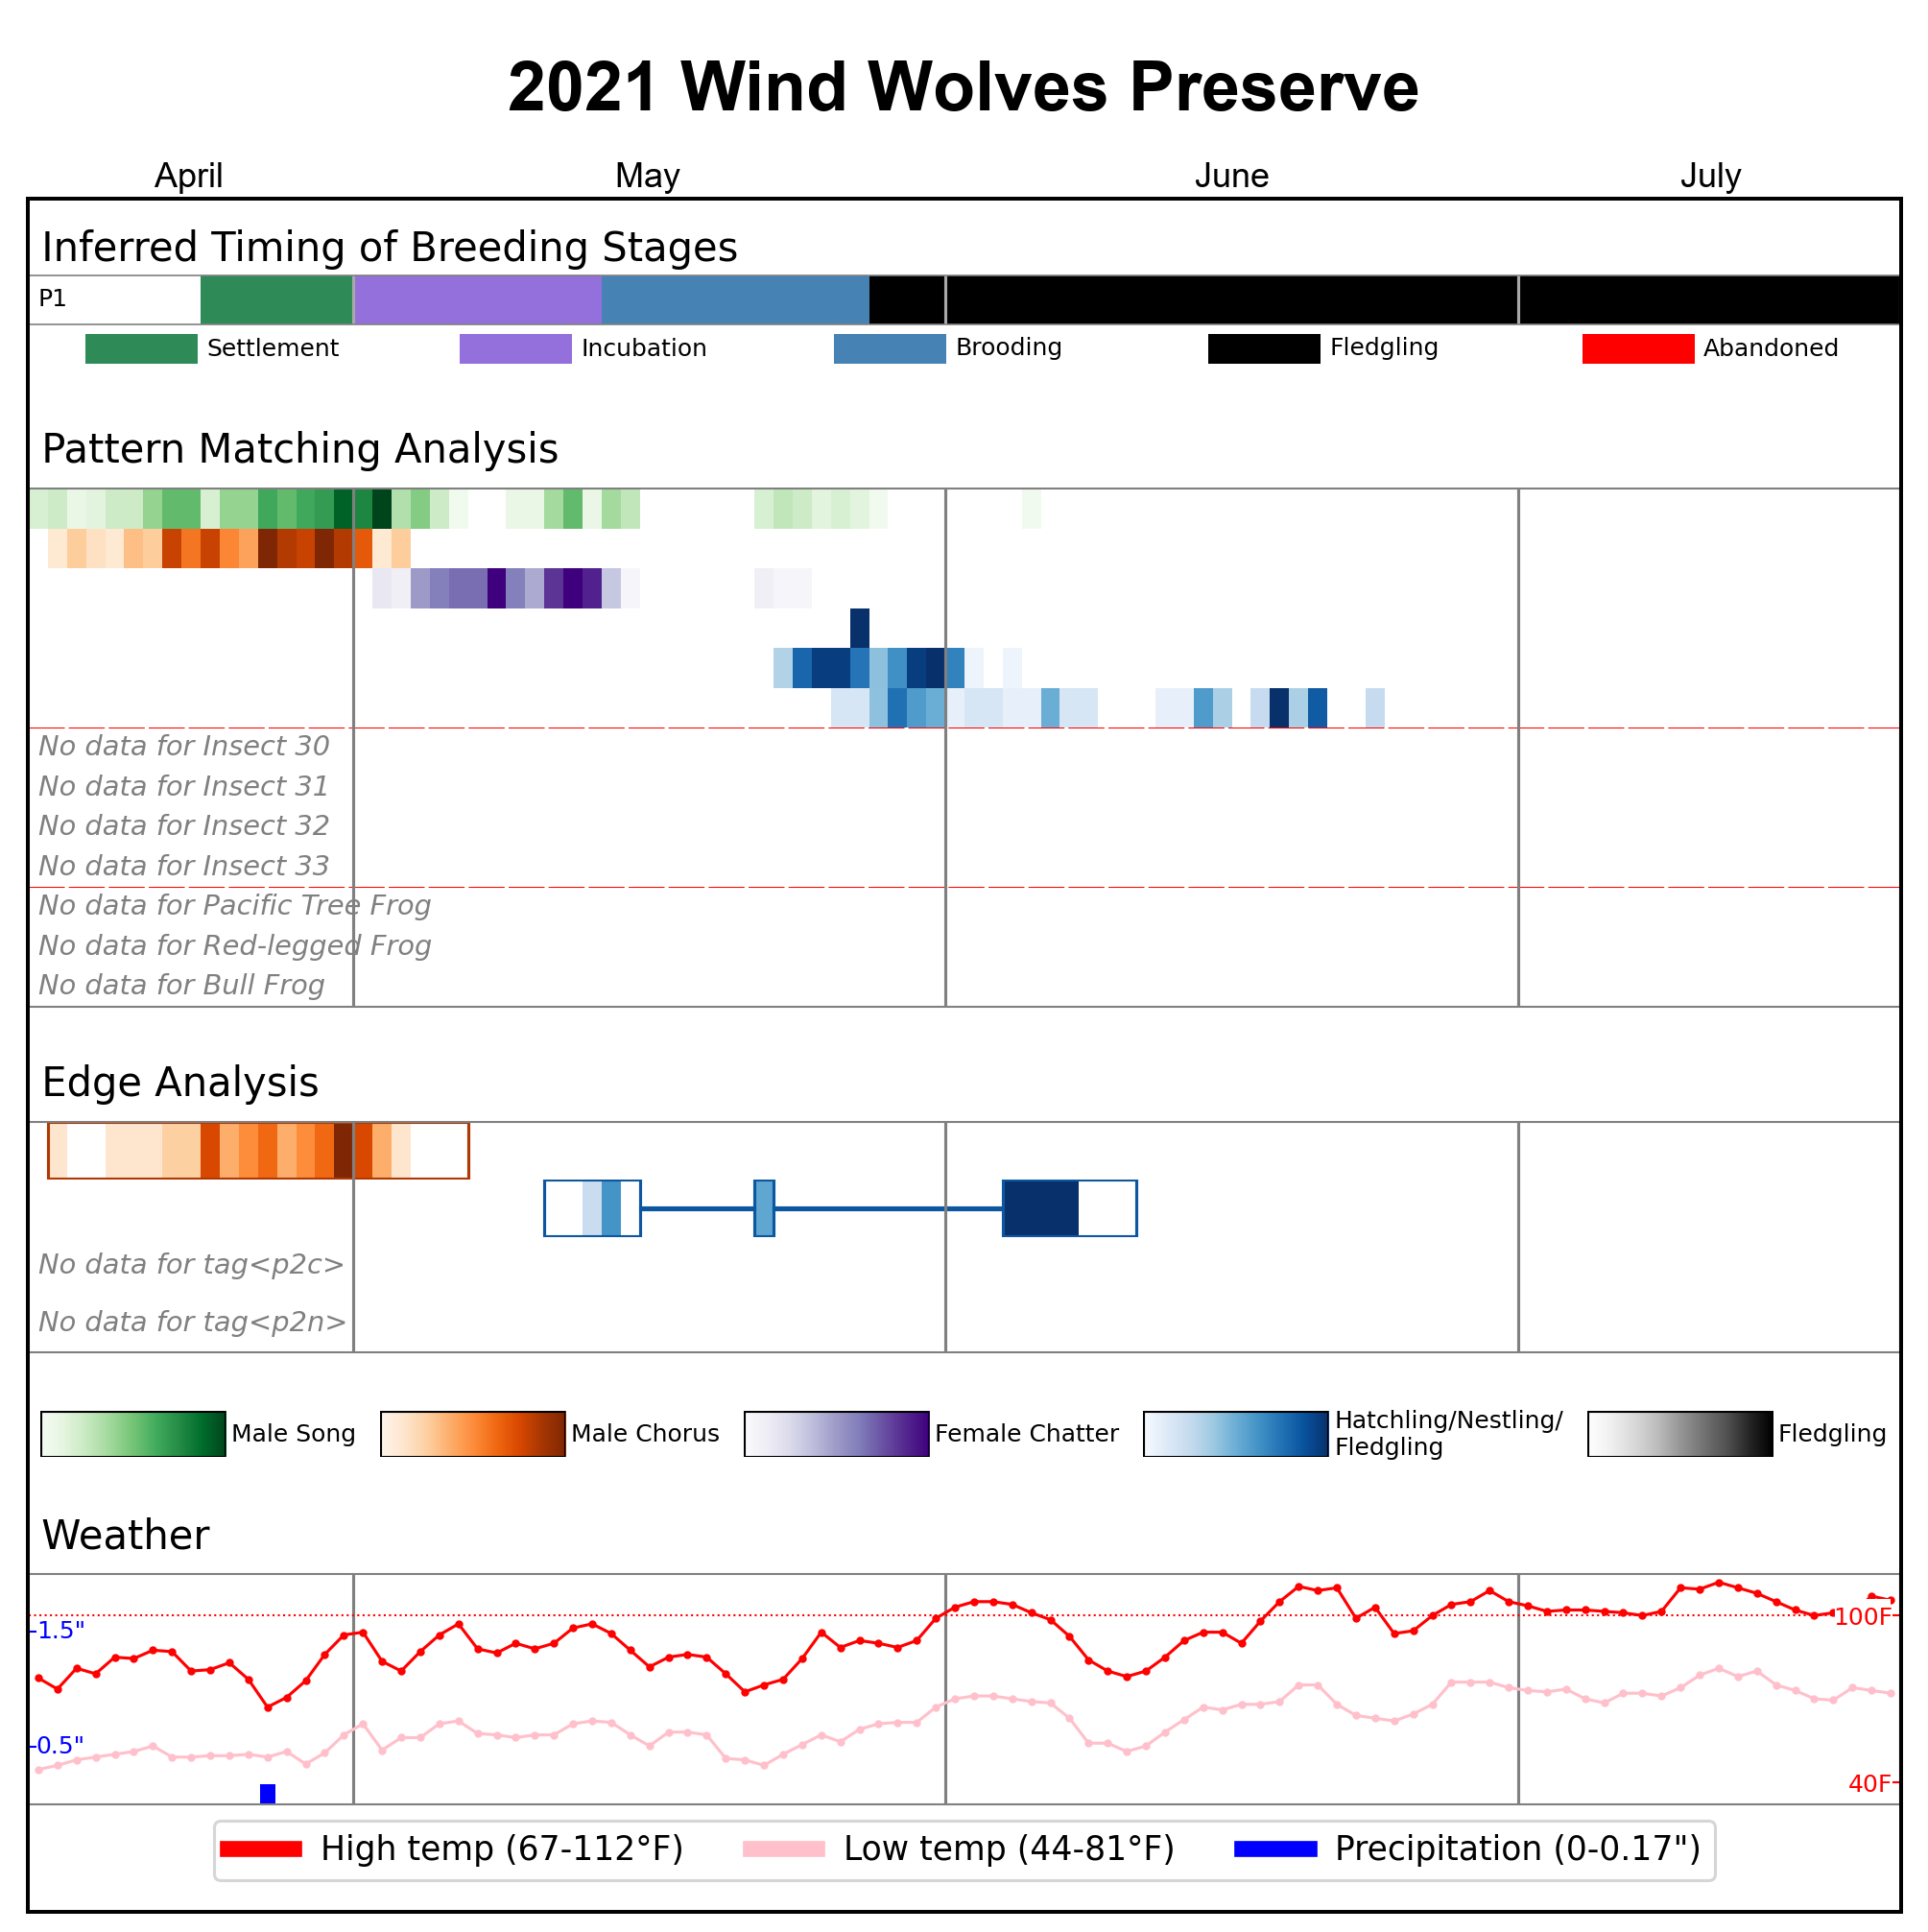 2021 Wind Wolves Preserve
April May June July
Inferred Timing of Breeding Stages
P1
Settlement Incubation Brooding Fledgling Abandoned
Pattern Matching Analysis
No data for Insect 30
No data for Insect 31
No data for Insect 32
No data for Insect 33
No data for Pacific Tree Frog
No data for Red-legged Frog
No data for Bull Frog
Edge Analysis
No data for tag<p2c>
No data for tag<p2n>
Male Song Male Chorus Female Chatter Hatchling/Nestling/
Fledgling Fledgling
Weather
1.5" 100F
0.5" 40F
High temp (67-112°F) Low temp (44-81°F) Precipitation (0-0.17")